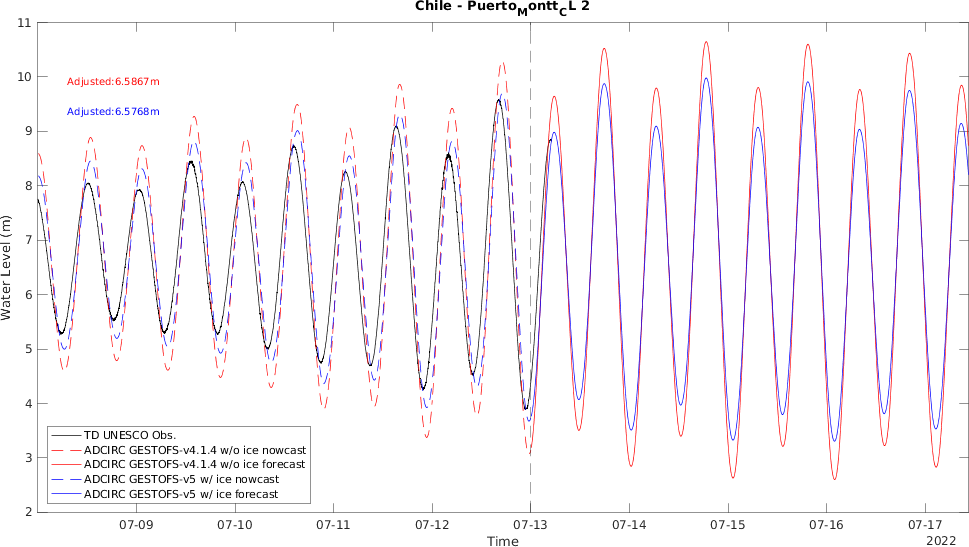 Chile - PuertoMonttCL 2
Adjusted:6.5867m
Adjusted:6.5768m
Water Level (m)
11
10
9
8
7
6
5
4
3
2
TD UNESCO Obs.
ADCIRC GESTOFS-v4.1.4 w/o ice nowcast
ADCIRC GESTOFS-v4.1.4 w/o ice forecast
ADCIRC GESTOFS-v5 w/ ice nowcast
ADCIRC GESTOFS-v5 w/ ice forecast
07-09 07-10 07-11 07-12 07-13 07-14 07-15 07-16 07-17
Time
2022